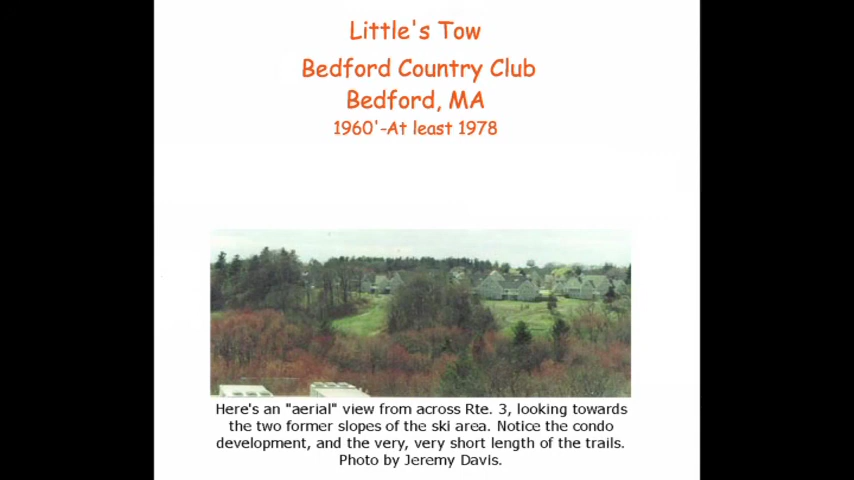 Little's Tow
Bedford Country Club
Bedford, MA
1960'-At least 1978
Here's an "aerial" view from across Rte. 3, looking towards
the two former slopes of the ski area. Notice the condo
development, and the very, very short length of the trails.
Photo by Jeremy Davis.